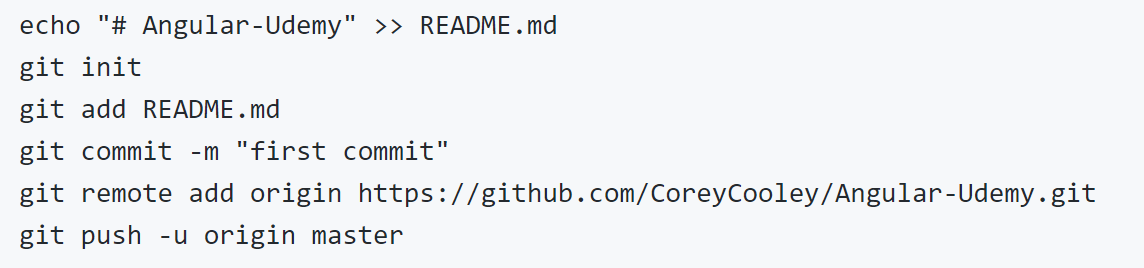 echo "# Angular-Udemy" >> README.md
git init
git add README.md
git commit -m "first commit"
git remote add origin https://github.com/CoreyCooley/Angular-Udemy.git
git push -u origin master